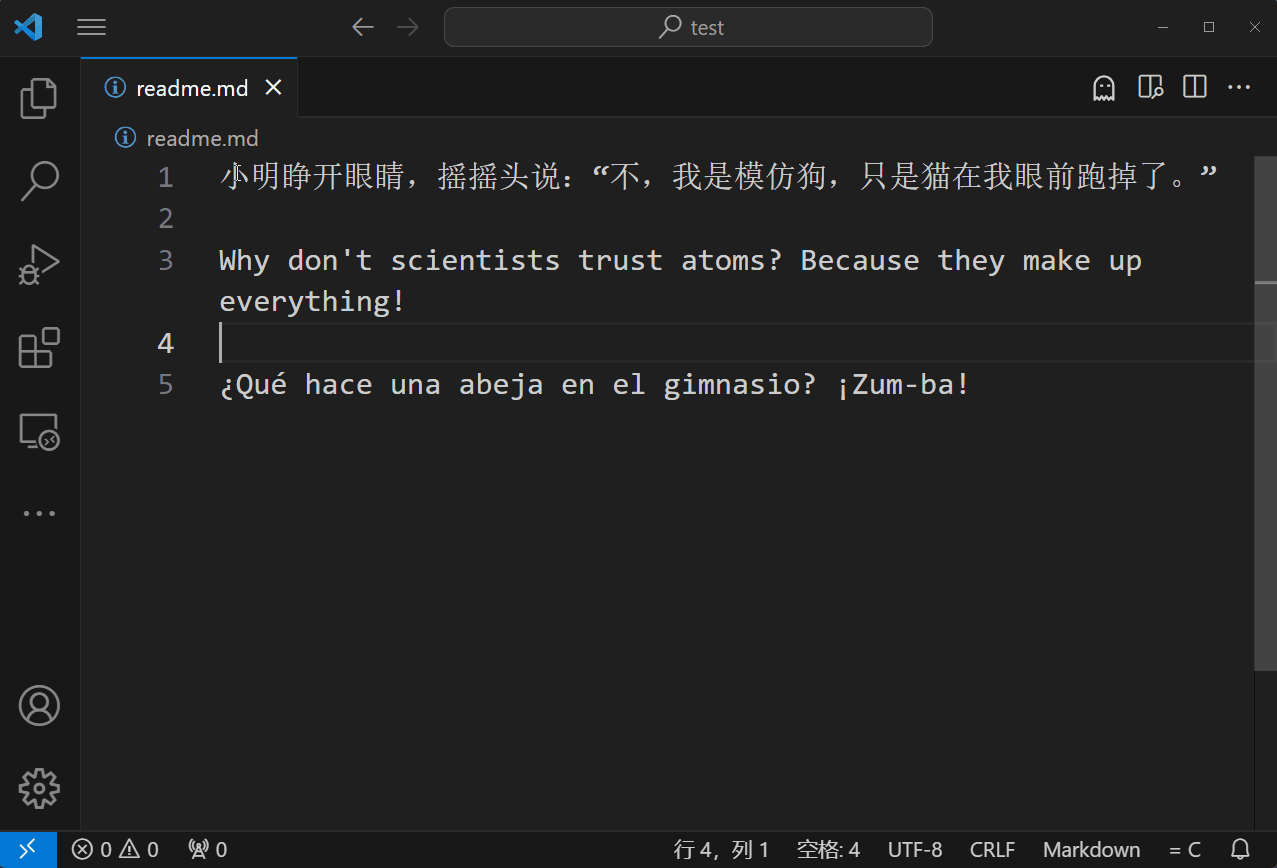 test
readme.md
readme.md
1 小明睁开眼睛，摇摇头说：“不，我是模仿狗，只是猫在我眼前跑掉了。”
2
3 Why don't scientists trust atoms? Because they make up
everything!
4
5 ¿Qué hace una abeja en el gimnasio? ¡Zum-ba!
0 0 0 行 4，列 1 空格: 4 UTF-8 CRLF Markdown = C